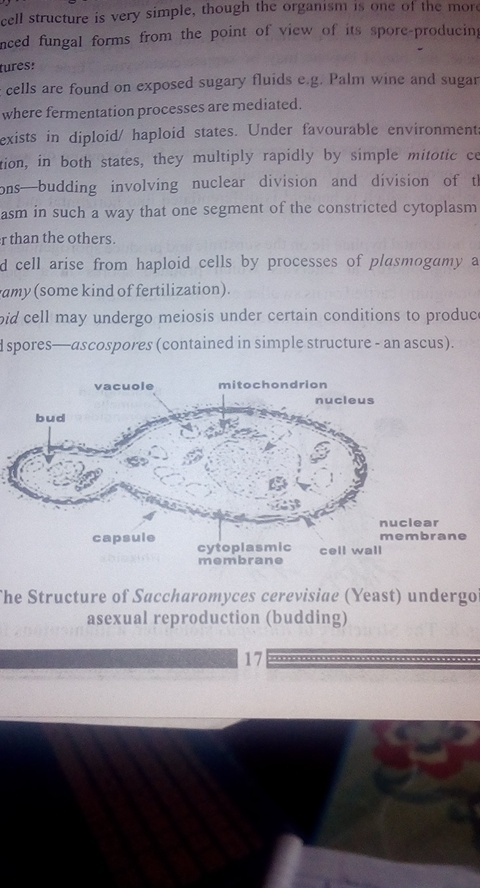 cell structure is very simple, though the organism is one of the more
nced fungal forms from the point of view of its spore-producing
tures:
cells are found on exposed sugary fluids e.g. Palm wine and sugar
where fermentation processes are mediated.
exists in diploid/ haploid states. Under favourable environment
tion, in both states, they multiply rapidly by simple mitotic ce
ons—budding involving nuclear division and division of th
asm in such a way that one segment of the constricted cytoplasm
r than the others.
d cell arise from haploid cells by processes of plasmogamy a
amy (some kind of fertilization).
oid cell may undergo meiosis under certain conditions to produce
d spores—ascospores (contained in simple structure - an ascus).
vacuole mitochondrion
nucleus
bud
nuclear
membrane
capsule
cytoplasmic
membrane
cell wall
The Structure of Saccharomyces cerevisiae (Yeast) undergoi
asexual reproduction (budding)
17